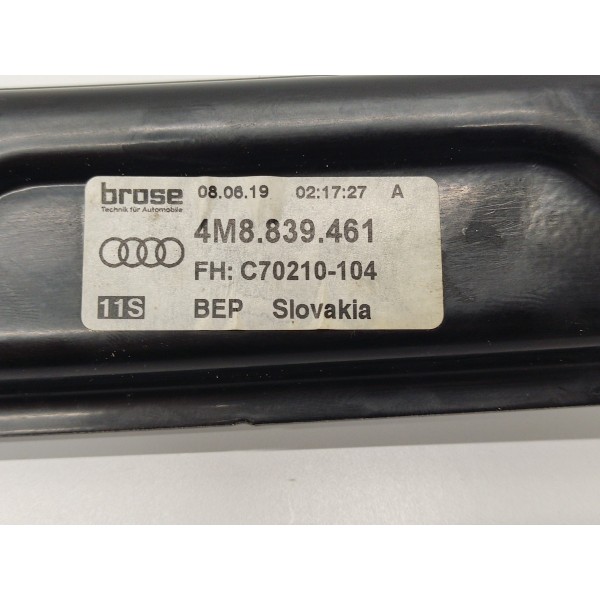 brose 08.06.19 02:17:27 A
Technik für Automobile
4M8.839.461
FH: C70210-104
11S BEP Slovakia